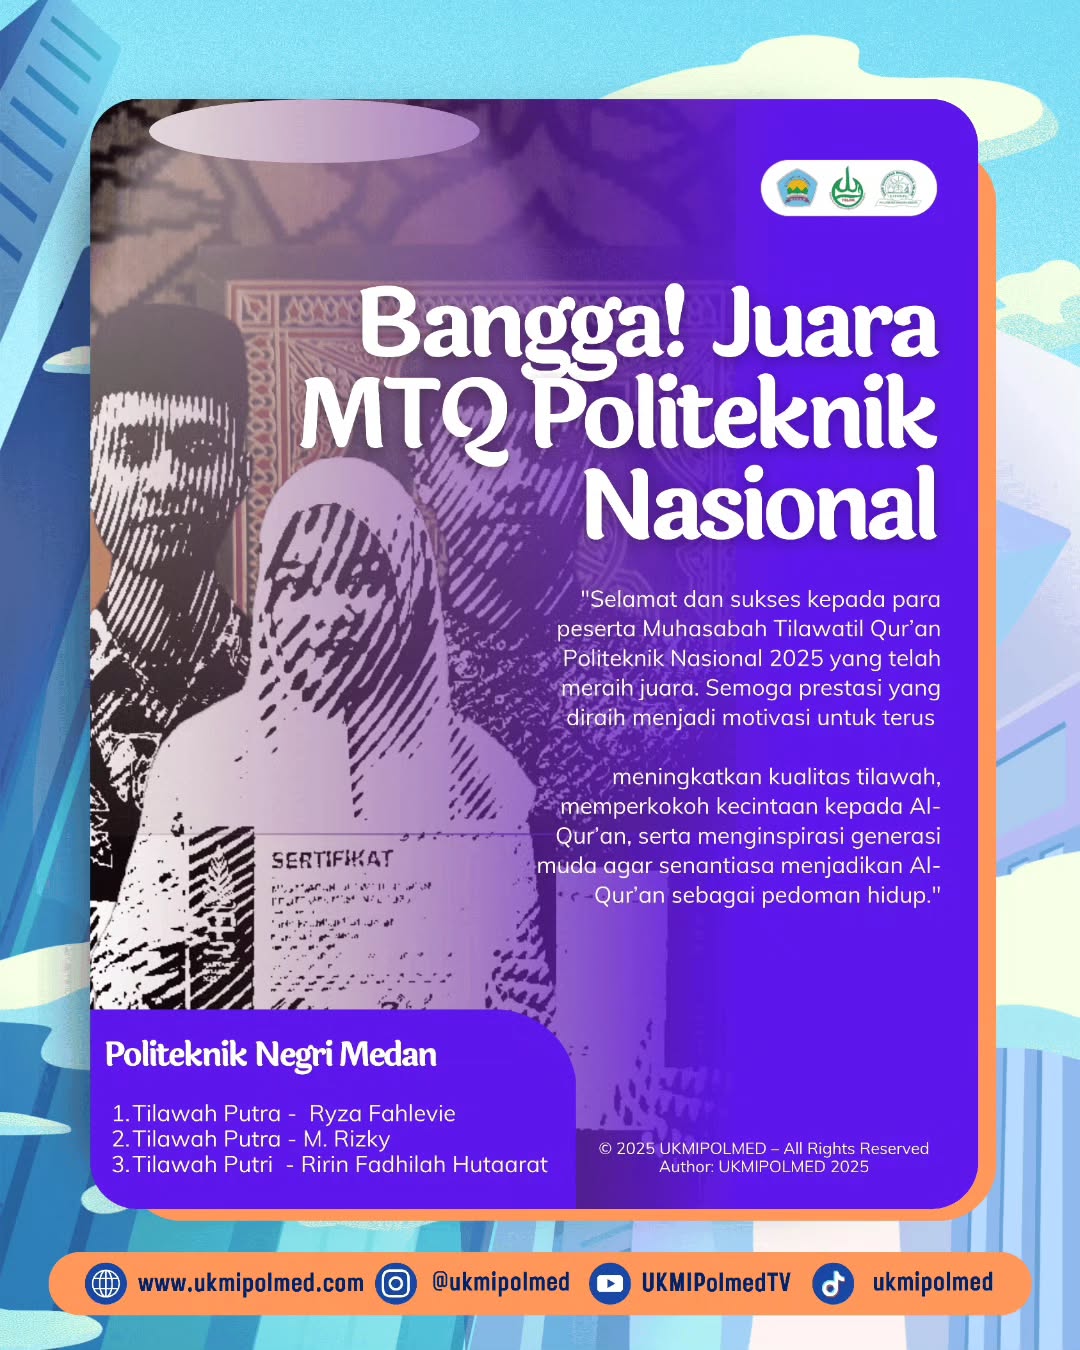 Bangga! Juara
MTQ Politeknik
Nasional
"Selamat dan sukses kepada para
peserta Muhasabah Tilawatil Qur’an
Politeknik Nasional 2025 yang telah
meraih juara. Semoga prestasi yang
diraih menjadi motivasi untuk terus
meningkatkan kualitas tilawah,
memperkokoh kecintaan kepada Al-
Qur’an, serta menginspirasi generasi
muda agar senantiasa menjadikan Al-
Qur’an sebagai pedoman hidup."
SERTIFIKAT
Politeknik Negri Medan
1. Tilawah Putra - Ryza Fahlevie
2. Tilawah Putra - M. Rizky
3. Tilawah Putri - Ririn Fadhilah Hutaarat
© 2025 UKMIPOLMED – All Rights Reserved
Author: UKMIPOLMED 2025
www.ukmipolmed.com @ukmipolmed UKMIPolmedTV ukmipolmed